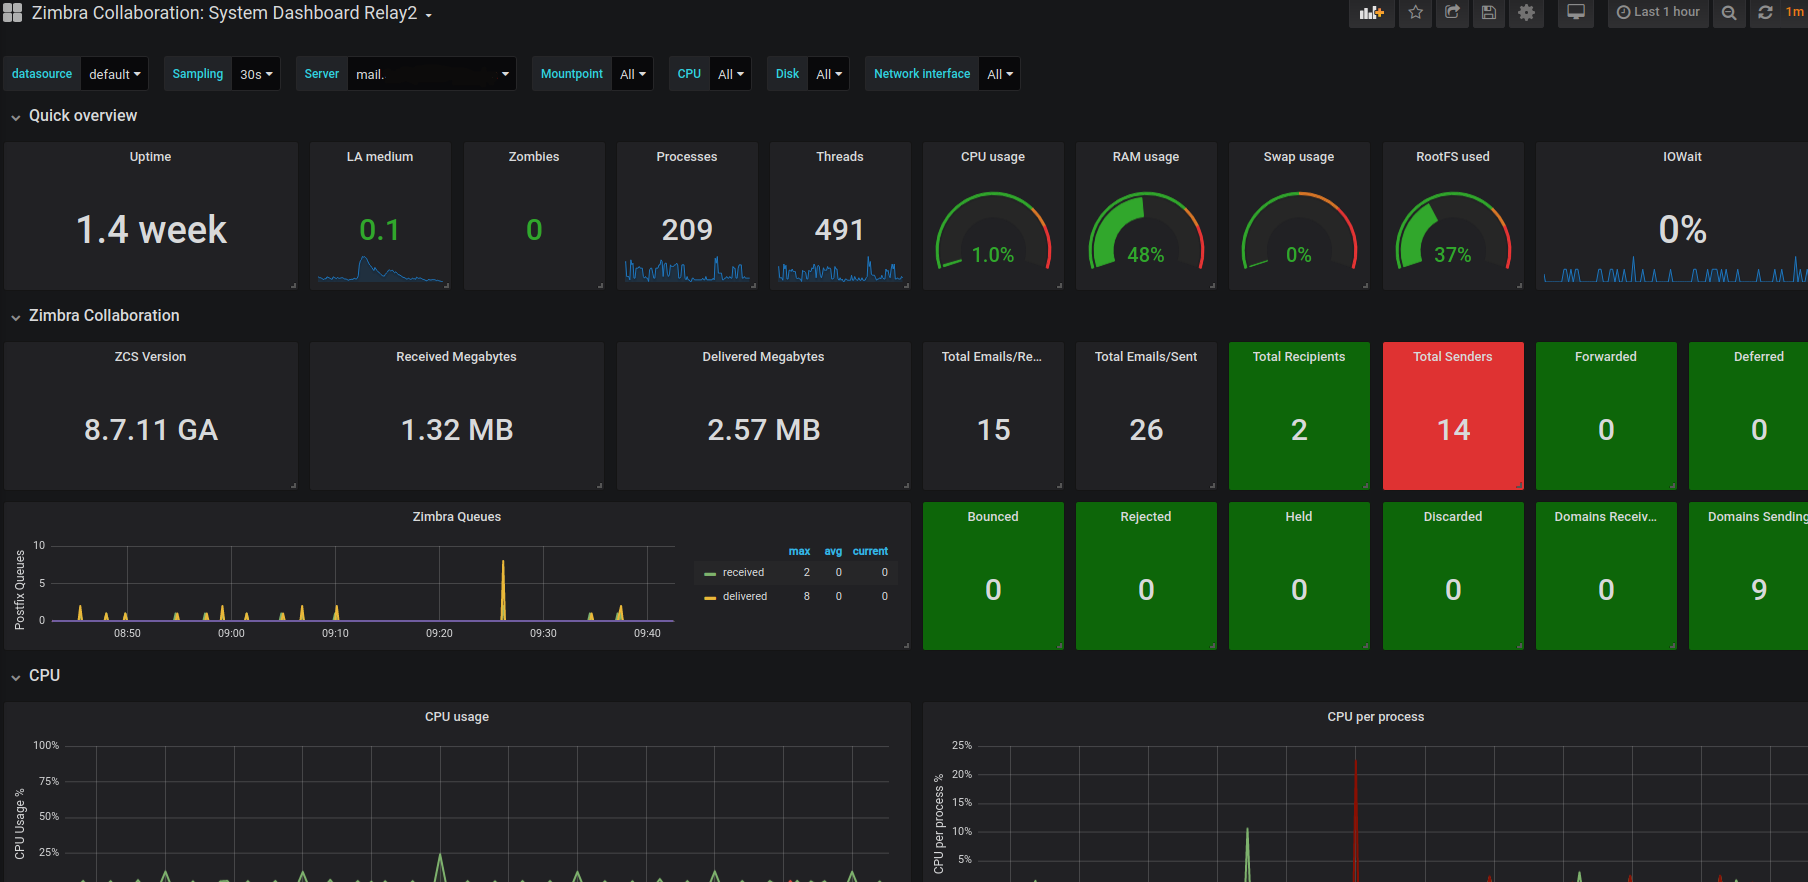 Zimbra Collaboration: System Dashboard Relay2
Last 1 hour
1m
datasource default
Sampling 30s
Server mail.
Mountpoint All
CPU All
Disk All
Network interface All
Quick overview
Uptime
1.4 week
LA medium
0.1
Zombies
0
Processes
209
Threads
491
CPU usage
1.0%
RAM usage
48%
Swap usage
0%
RootFS used
37%
IOWait
0%
Zimbra Collaboration
ZCS Version
8.7.11 GA
Received Megabytes
1.32 MB
Delivered Megabytes
2.57 MB
Total Emails/Re...
15
Total Emails/Sent
26
Total Recipients
2
Total Senders
14
Forwarded
0
Deferred
0
Zimbra Queues
Postfix Queues
10
5
0
08:50 09:00 09:10 09:20 09:30 09:40
max avg current
received 2 0 0
delivered 8 0 0
Bounced
0
Rejected
0
Held
0
Discarded
0
Domains Receiv...
0
Domains Sending
9
CPU
CPU usage
CPU Usage %
100%
75%
50%
25%
CPU per process
CPU per process %
25%
20%
15%
10%
5%